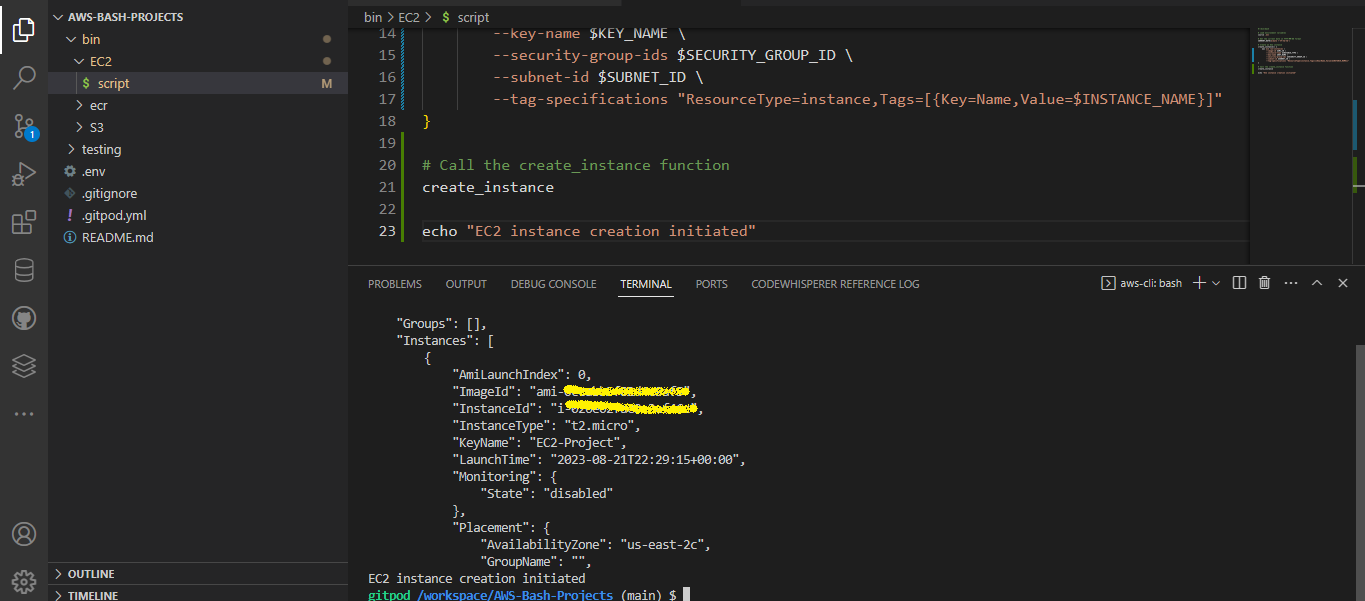 AWS-BASH-PROJECTS
bin
EC2
$ script M
ecr
S3
testing
.env
.gitignore
! .gitpod.yml
README.md
OUTLINE
TIMELINE
1
bin > EC2 > $ script
14 --key-name $KEY_NAME \
15 --security-group-ids $SECURITY_GROUP_ID \
16 --subnet-id $SUBNET_ID \
17 --tag-specifications "ResourceType=instance,Tags=[{Key=Name,Value=$INSTANCE_NAME}]"
18 }
19
20 # Call the create_instance function
21 create_instance
22
23 echo "EC2 instance creation initiated"
PROBLEMS OUTPUT DEBUG CONSOLE TERMINAL PORTS CODEWHISPERER REFERENCE LOG aws-cli: bash
"Groups": [],
"Instances": [
{
"AmiLaunchIndex": 0,
"ImageId": "ami-
"InstanceId": "i-
"InstanceType": "t2.micro",
"KeyName": "EC2-Project",
"LaunchTime": "2023-08-21T22:29:15+00:00",
"Monitoring": {
"State": "disabled"
},
"Placement": {
"AvailabilityZone": "us-east-2c",
"GroupName": "",
EC2 instance creation initiated
gitpod /workspace/AWS-Bash-Projects (main) $